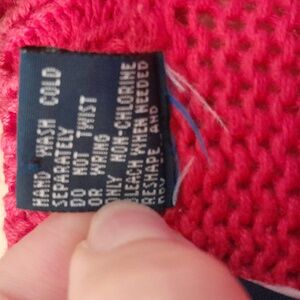 HAND WASH COLD
SEPARATELY
DO NOT TWIST
OR WRING
ONLY NON-CHLORINE
BLEACH WHEN NEEDED
RESHAPE AND